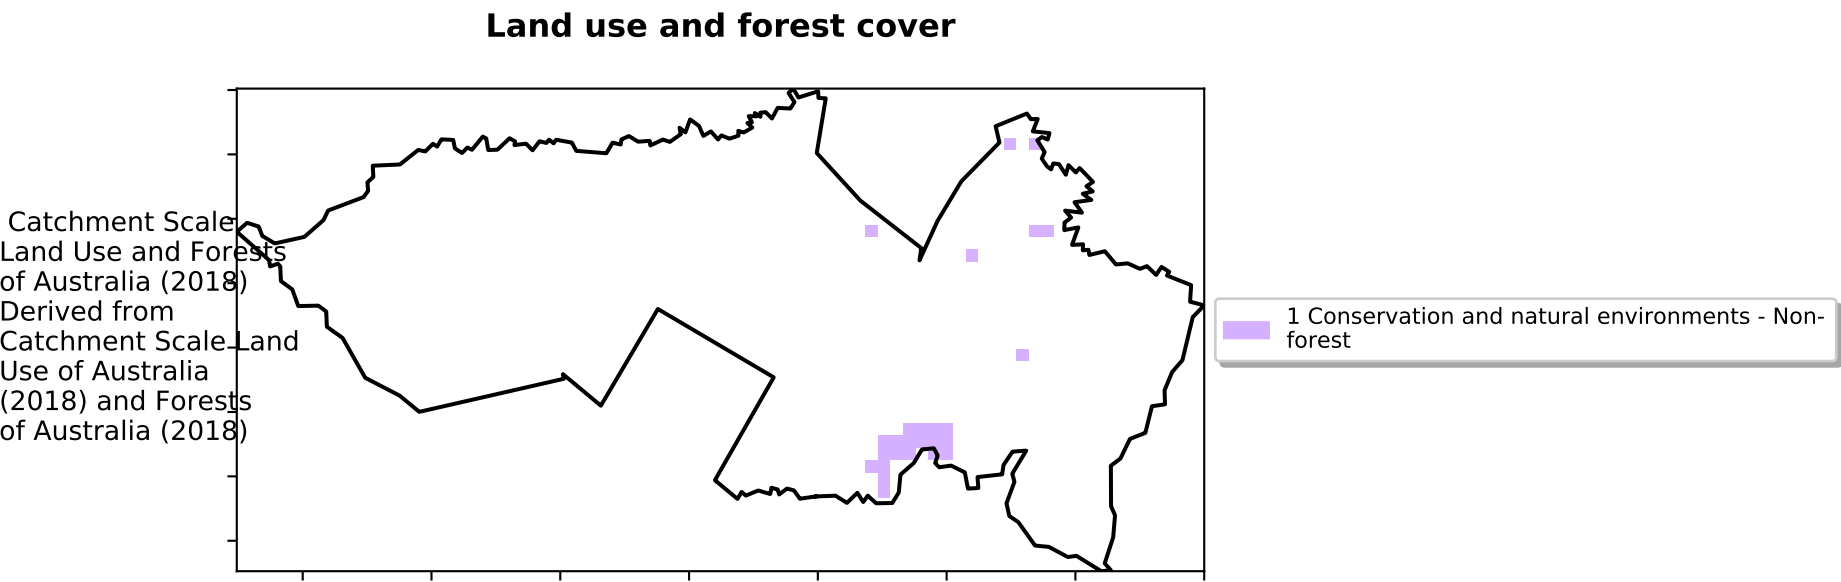 Land use and forest cover
Catchment Scale
Land Use and Forests
of Australia (2018)
Derived from
Catchment Scale Land
Use of Australia
(2018) and Forests
of Australia (2018)
1 Conservation and natural environments - Non-
forest